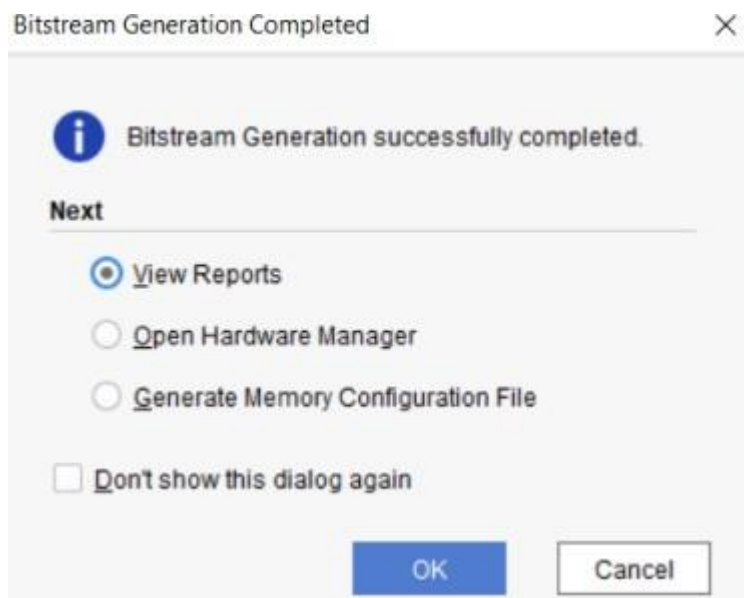 Bitstream Generation Completed
Bitstream Generation successfully completed.
Next
View Reports
Open Hardware Manager
Generate Memory Configuration File
Don't show this dialog again
OK Cancel